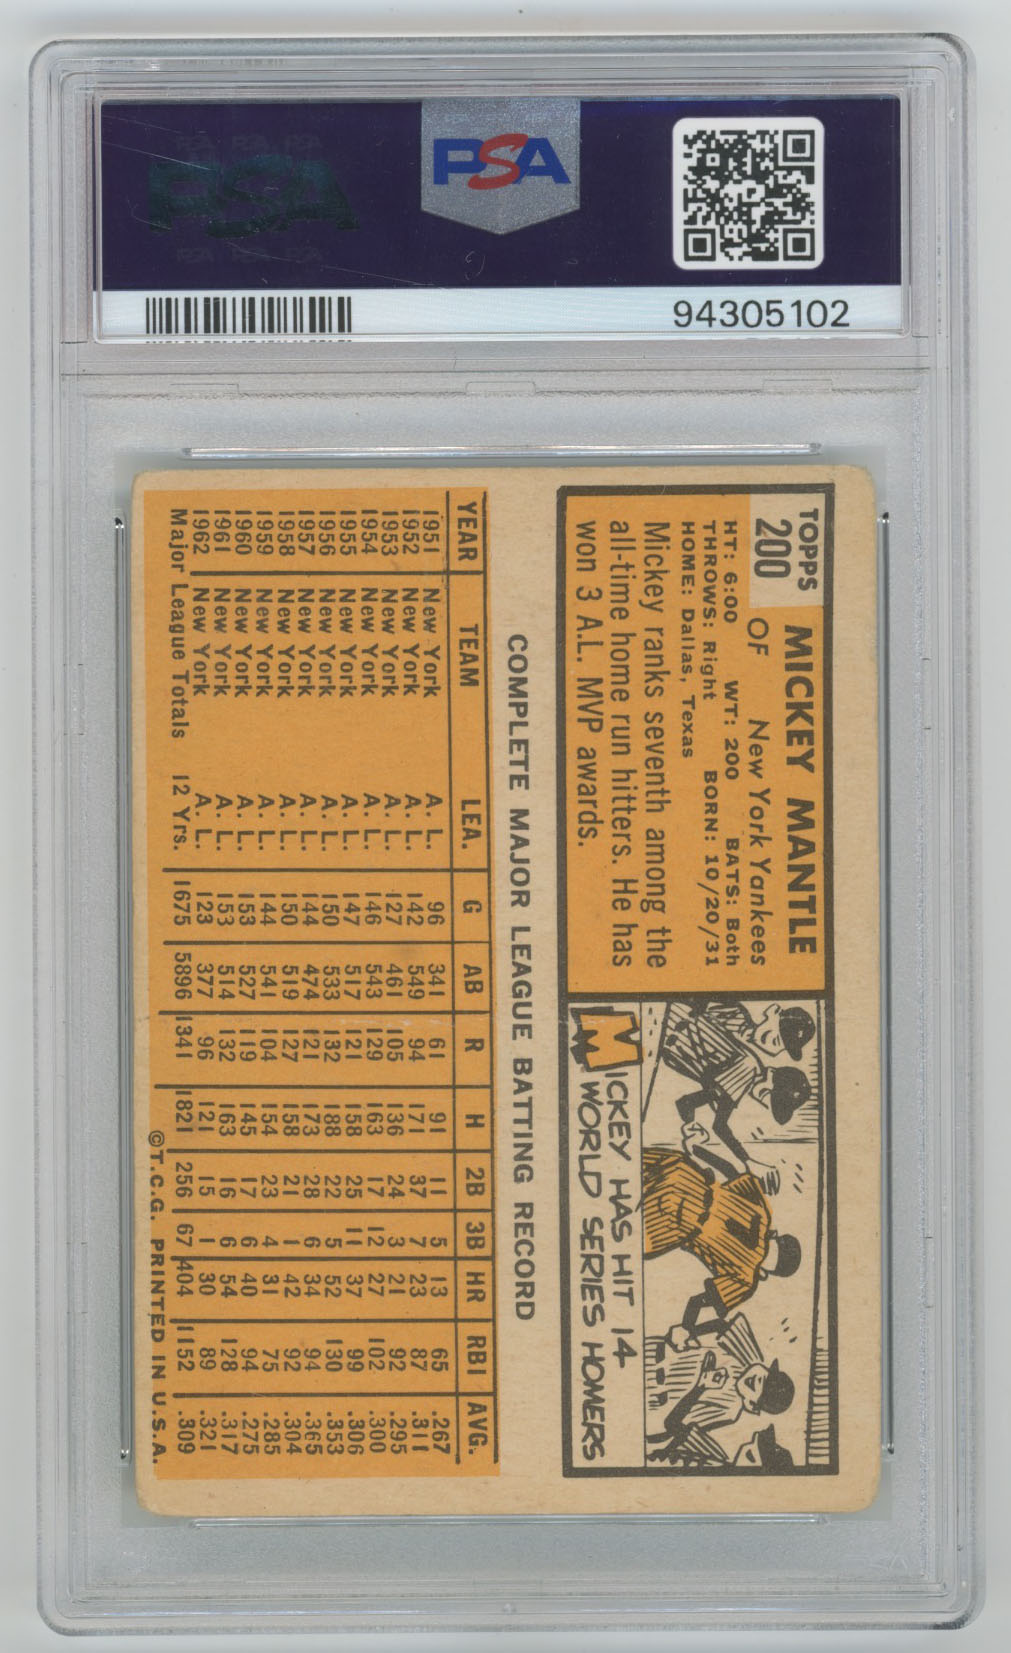 PSA
94305102
TOPPS
200
MICKEY MANTLE
OF New York Yankees
HT: 6:00 WT: 200 BATS: Both
THROWS: Right BORN: 10/20/31
HOME: Dallas, Texas
Mickey ranks seventh among the
all-time home run hitters. He has
won 3 A.L. MVP awards.
7
MICKEY HAS HIT 14
WORLD SERIES HOMERS
COMPLETE MAJOR LEAGUE BATTING RECORD
YEAR TEAM LEA. G AB R H 2B 3B HR RBI AVG.
1951 New York A. L. 96 341 61 91 11 5 13 65 .267
1952 New York A. L. 142 549 94 171 37 7 23 87 .311
1953 New York A. L. 127 461 105 136 24 3 21 92 .295
1954 New York A. L. 146 543 129 163 17 12 27 102 .300
1955 New York A. L. 147 517 121 158 25 11 37 99 .306
1956 New York A. L. 150 533 132 188 22 5 52 130 .353
1957 New York A. L. 144 474 121 173 28 6 34 94 .365
1958 New York A. L. 150 519 127 158 21 1 42 92 .304
1959 New York A. L. 144 541 104 154 23 4 31 75 .285
1960 New York A. L. 153 527 119 145 17 6 40 94 .275
1961 New York A. L. 153 514 132 163 16 6 54 128 .317
1962 New York A. L. 123 377 96 121 15 1 30 89 .321
Major League Totals 12 Yrs. 1675 5896 1341 1821 256 67 404 1152 .309
©T.C.G. PRINTED IN U.S.A.